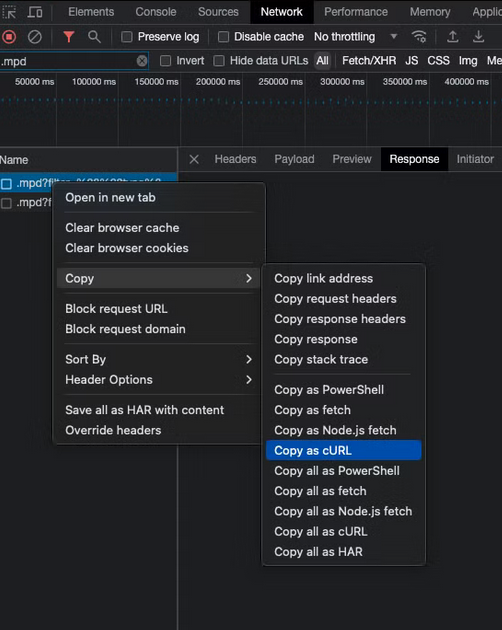 Elements Console Sources Network Performance Memory Applic
Preserve log Disable cache No throttling
.mpd Invert Hide data URLs All Fetch/XHR JS CSS Img Me
50000 ms 100000 ms 150000 ms 200000 ms 250000 ms 300000 ms 350000 ms 400000 ms
Name Headers Payload Preview Response Initiator
.mpd?f
Open in new tab
Clear browser cache
Clear browser cookies
Copy
Block request URL
Block request domain
Sort By
Header Options
Save all as HAR with content
Override headers
Copy link address
Copy request headers
Copy response headers
Copy response
Copy stack trace
Copy as PowerShell
Copy as fetch
Copy as Node.js fetch
Copy as cURL
Copy all as PowerShell
Copy all as fetch
Copy all as Node.js fetch
Copy all as cURL
Copy all as HAR